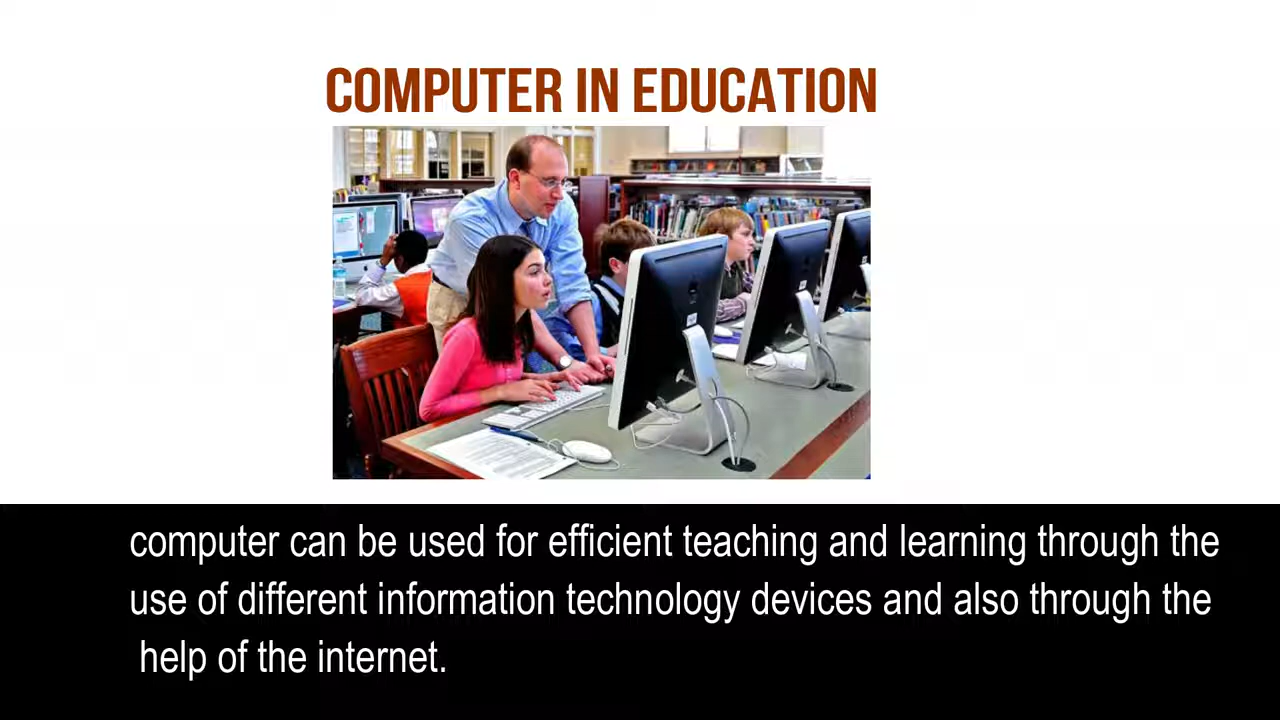 COMPUTER IN EDUCATION
computer can be used for efficient teaching and learning through the
use of different information technology devices and also through the
help of the internet.